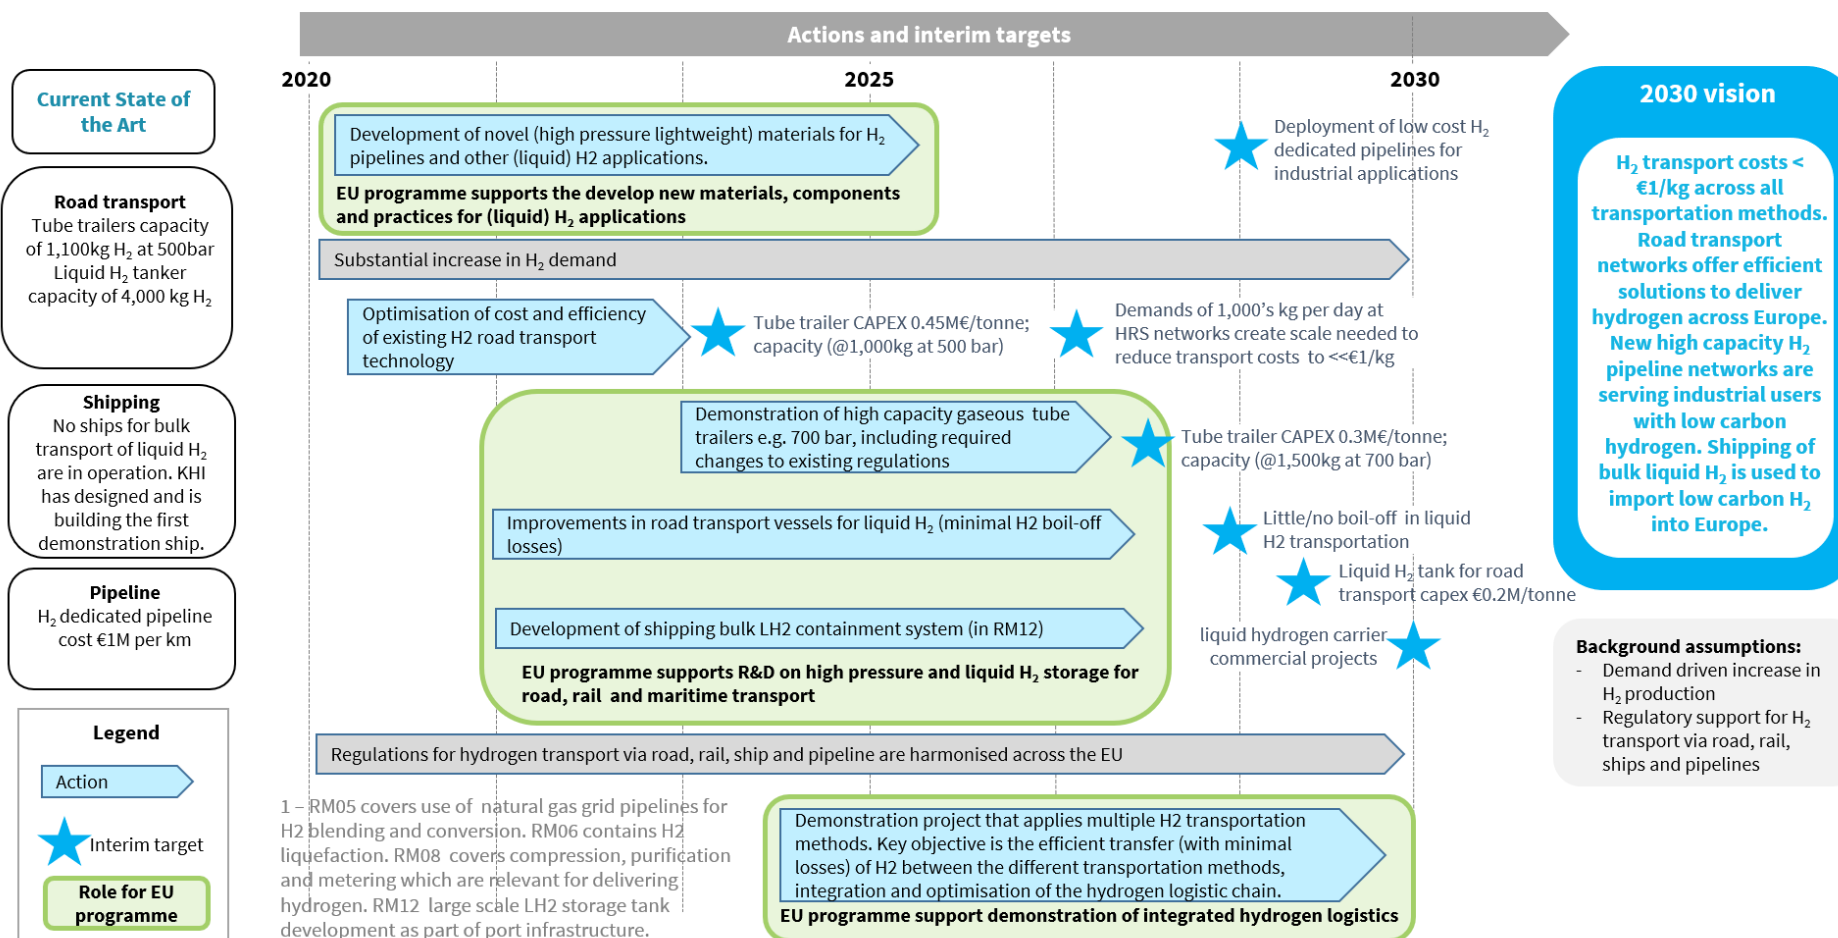 Actions and interim targets
2020
2025
2030
Current State of
the Art
Road transport
Tube trailers capacity
of 1,100kg H₂ at 500bar
Liquid H₂ tanker
capacity of 4,000 kg H₂
Shipping
No ships for bulk
transport of liquid H₂
are in operation. KHI
has designed and is
building the first
demonstration ship.
Pipeline
H₂ dedicated pipeline
cost €1M per km
Legend
Action
Interim target
Role for EU
programme
Development of novel (high pressure lightweight) materials for H₂
pipelines and other (liquid) H2 applications.
EU programme supports the develop new materials, components
and practices for (liquid) H₂ applications
Deployment of low cost H₂
dedicated pipelines for
industrial applications
Substantial increase in H₂ demand
Optimisation of cost and efficiency
of existing H2 road transport
technology
Tube trailer CAPEX 0.45M€/tonne;
capacity (@1,000kg at 500 bar)
Demands of 1,000’s kg per day at
HRS networks create scale needed to
reduce transport costs to <<€1/kg
Demonstration of high capacity gaseous tube
trailers e.g. 700 bar, including required
changes to existing regulations
Tube trailer CAPEX 0.3M€/tonne;
capacity (@1,500kg at 700 bar)
Improvements in road transport vessels for liquid H₂ (minimal H2 boil-off
losses)
Little/no boil-off in liquid
H2 transportation
Liquid H₂ tank for road
transport capex €0.2M/tonne
Development of shipping bulk LH2 containment system (in RM12)
liquid hydrogen carrier
commercial projects
EU programme supports R&D on high pressure and liquid H₂ storage for
road, rail and maritime transport
Regulations for hydrogen transport via road, rail, ship and pipeline are harmonised across the EU
1 – RM05 covers use of natural gas grid pipelines for
H2 blending and conversion. RM06 contains H2
liquefaction. RM08 covers compression, purification
and metering which are relevant for delivering
hydrogen. RM12 large scale LH2 storage tank
development as part of port infrastructure.
Demonstration project that applies multiple H2 transportation
methods. Key objective is the efficient transfer (with minimal
losses) of H2 between the different transportation methods,
integration and optimisation of the hydrogen logistic chain.
EU programme support demonstration of integrated hydrogen logistics
2030 vision
H₂ transport costs <
€1/kg across all
transportation methods.
Road transport
networks offer efficient
solutions to deliver
hydrogen across Europe.
New high capacity H₂
pipeline networks are
serving industrial users
with low carbon
hydrogen. Shipping of
bulk liquid H₂ is used to
import low carbon H₂
into Europe.
Background assumptions:
- Demand driven increase in
H₂ production
- Regulatory support for H₂
transport via road, rail,
ships and pipelines